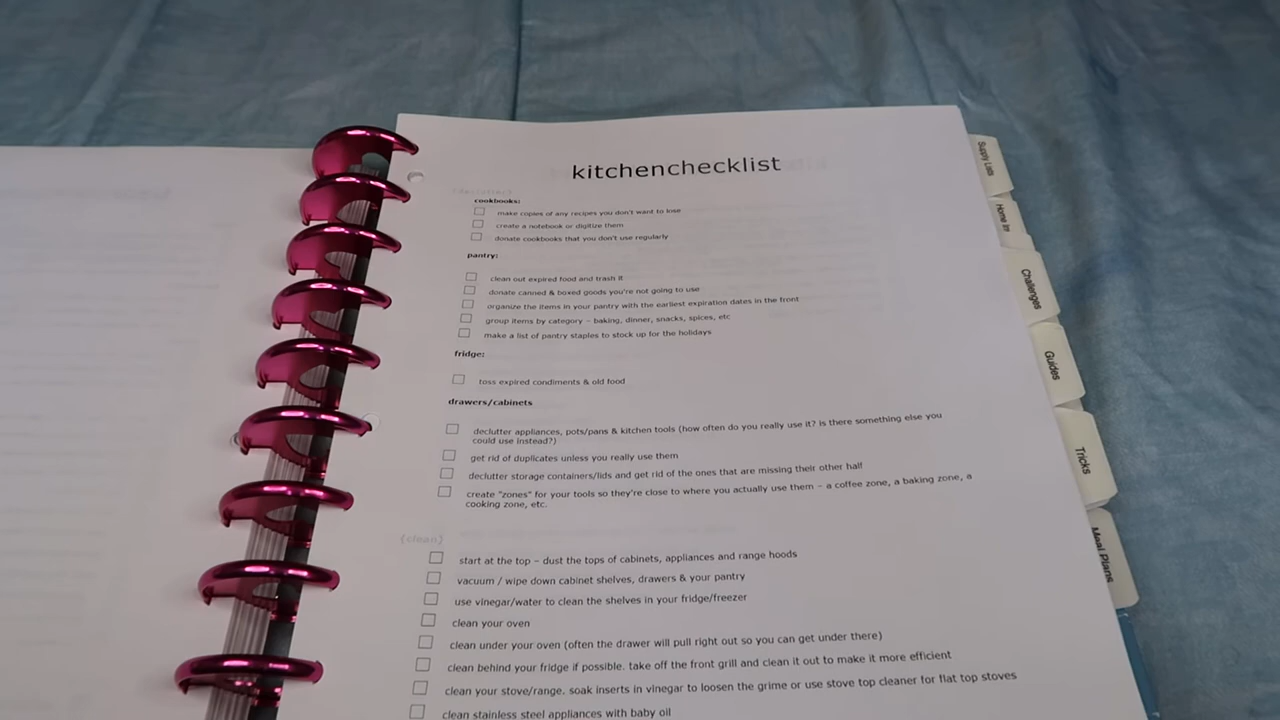 kitchenchecklist
{declutter}
cookbooks:
make copies of any recipes you don't want to lose
create a notebook or digitize them
donate cookbooks that you don't use regularly
pantry:
clean out expired food and trash it
donate canned & boxed goods you're not going to use
organize the items in your pantry with the earliest expiration dates in the front
group items by category – baking, dinner, snacks, spices, etc
make a list of pantry staples to stock up for the holidays
fridge:
toss expired condiments & old food
drawers/cabinets
declutter appliances, pots/pans & kitchen tools (how often do you really use it? is there something else you
could use instead?)
get rid of duplicates unless you really use them
declutter storage containers/lids and get rid of the ones that are missing their other half
create "zones" for your tools so they're close to where you actually use them – a coffee zone, a baking zone, a
cooking zone, etc.
{clean}
start at the top – dust the tops of cabinets, appliances and range hoods
vacuum / wipe down cabinet shelves, drawers & your pantry
use vinegar/water to clean the shelves in your fridge/freezer
clean your oven
clean under your oven (often the drawer will pull right out so you can get under there)
clean behind your fridge if possible. take off the front grill and clean it out to make it more efficient
clean your stove/range. soak inserts in vinegar to loosen the grime or use stove top cleaner for flat top stoves
clean stainless steel appliances with baby oil
Supply Lists
Home Im
Challenges
Guides
Tricks
Meal Plans